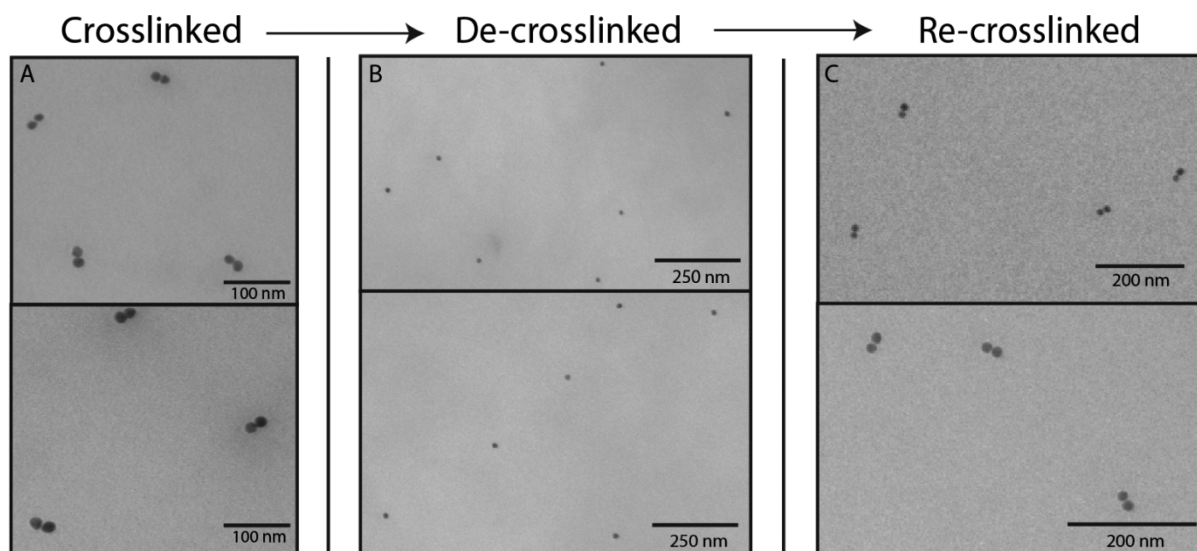 Crosslinked
De-crosslinked
Re-crosslinked
A
100 nm
100 nm
B
250 nm
250 nm
C
200 nm
200 nm